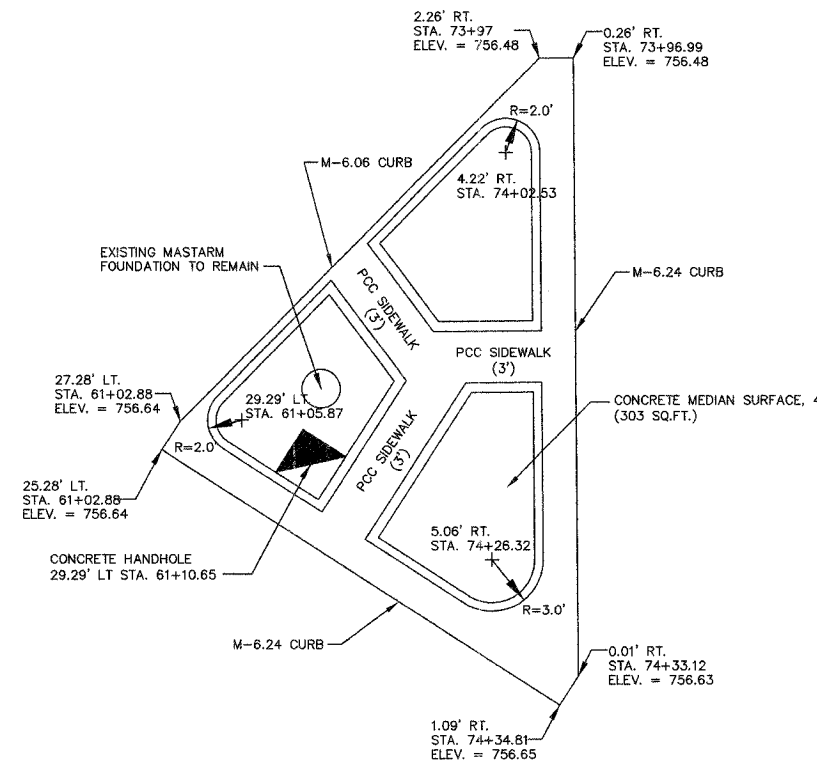 2.26' RT.
STA. 73+97
ELEV. = 756.48
0.26' RT.
STA. 73+96.99
ELEV. = 756.48
R=2.0'
M-6.06 CURB
4.22' RT.
STA. 74+02.53
EXISTING MASTARM
FOUNDATION TO REMAIN
M-6.24 CURB
PCC SIDEWALK
(3')
PCC SIDEWALK
(3')
27.28' LT.
STA. 61+02.88
ELEV. = 756.64
29.29' LT.
STA. 61+05.87
CONCRETE MEDIAN SURFACE, 4
(303 SQ.FT.)
R=2.0'
PCC SIDEWALK
(3')
25.28' LT.
STA. 61+02.88
ELEV. = 756.64
5.06' RT.
STA. 74+26.32
CONCRETE HANDHOLE
29.29' LT STA. 61+10.65
R=3.0'
M-6.24 CURB
0.01' RT.
STA. 74+33.12
ELEV. = 756.63
1.09' RT.
STA. 74+34.81
ELEV. = 756.65